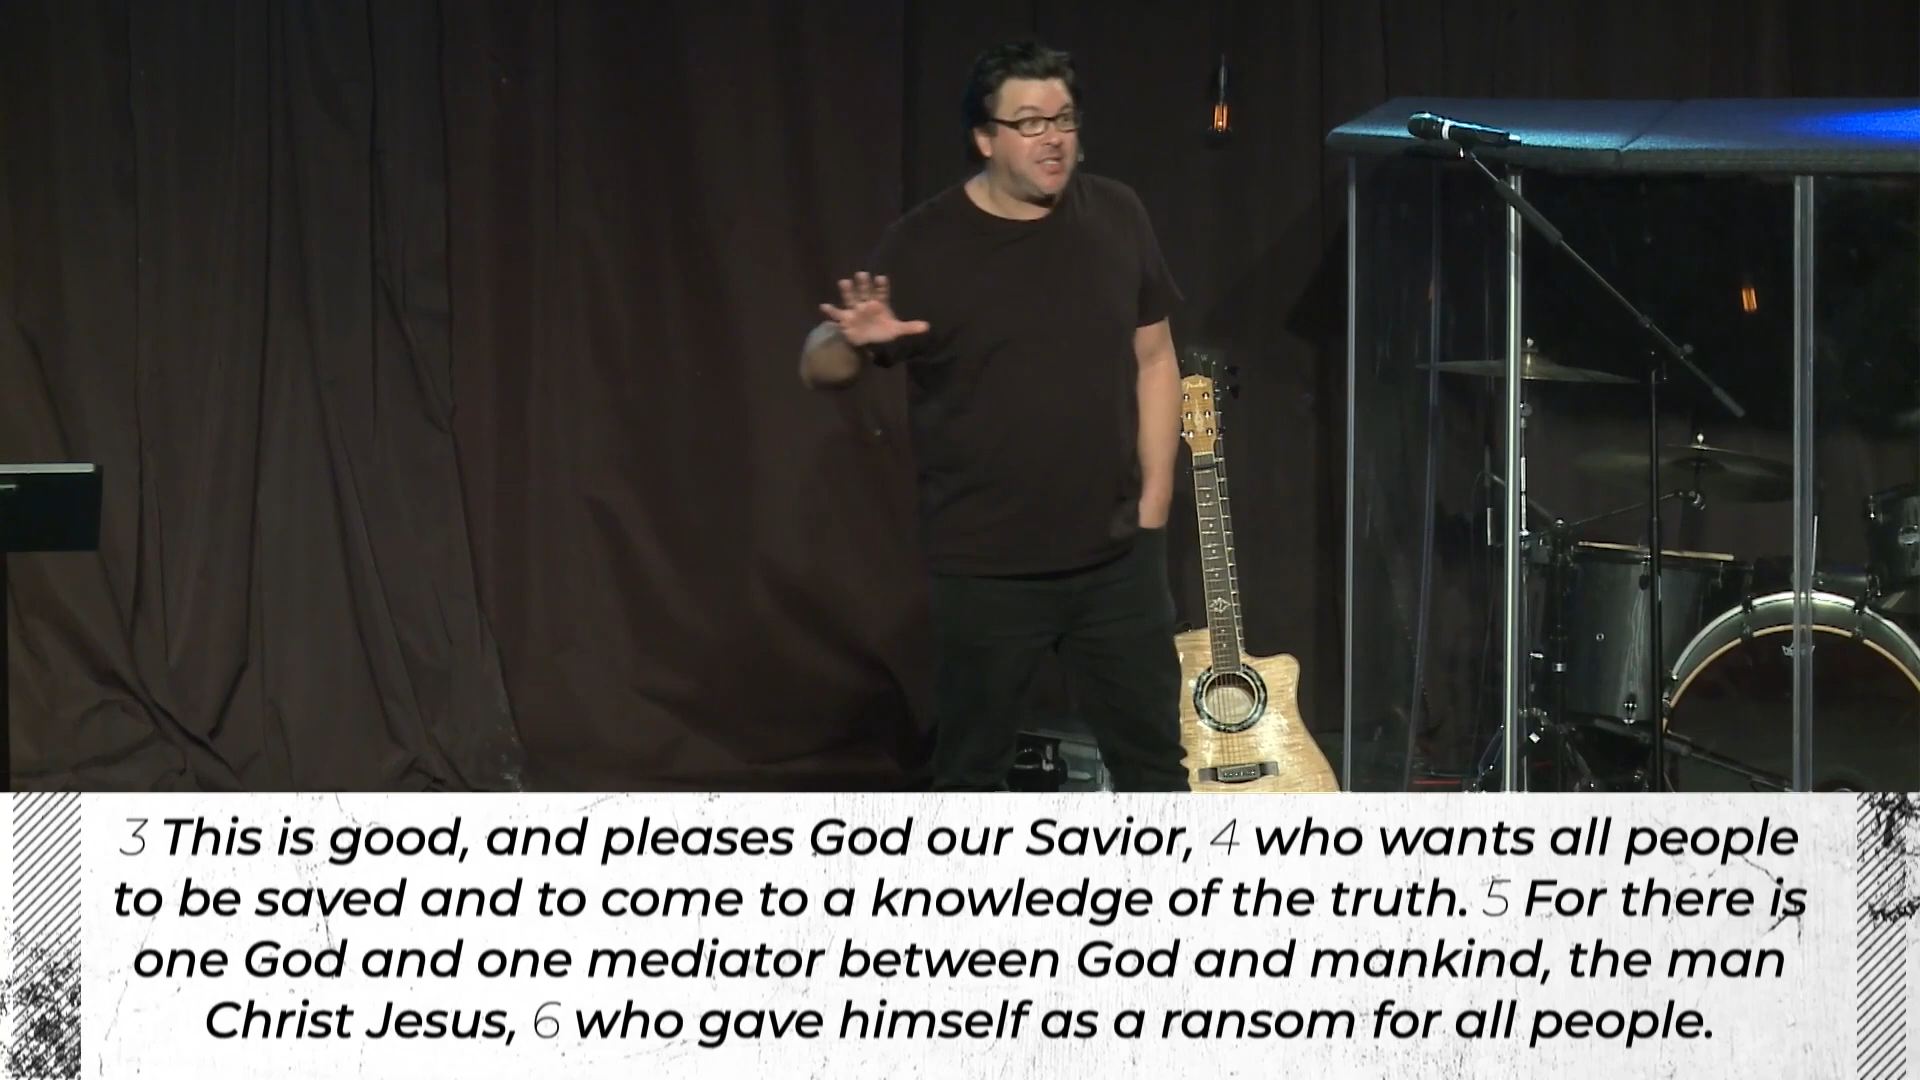 3 This is good, and pleases God our Savior, 4 who wants all people
to be saved and to come to a knowledge of the truth. 5 For there is
one God and one mediator between God and mankind, the man
Christ Jesus, 6 who gave himself as a ransom for all people.
Fender